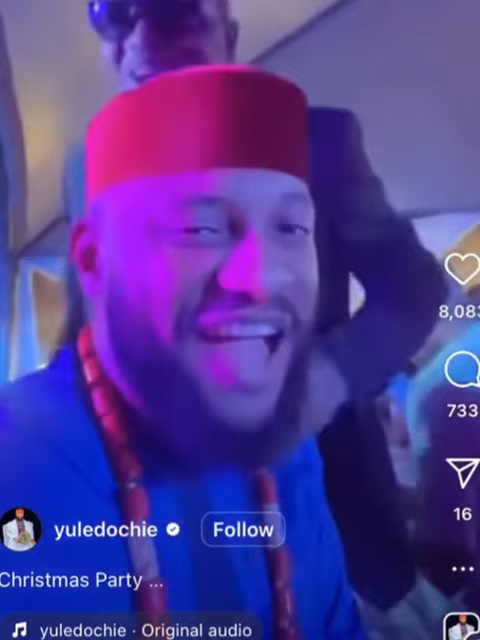 8,083
733
16
yuledochie Follow
Christmas Party ...
yuledochie · Original audio